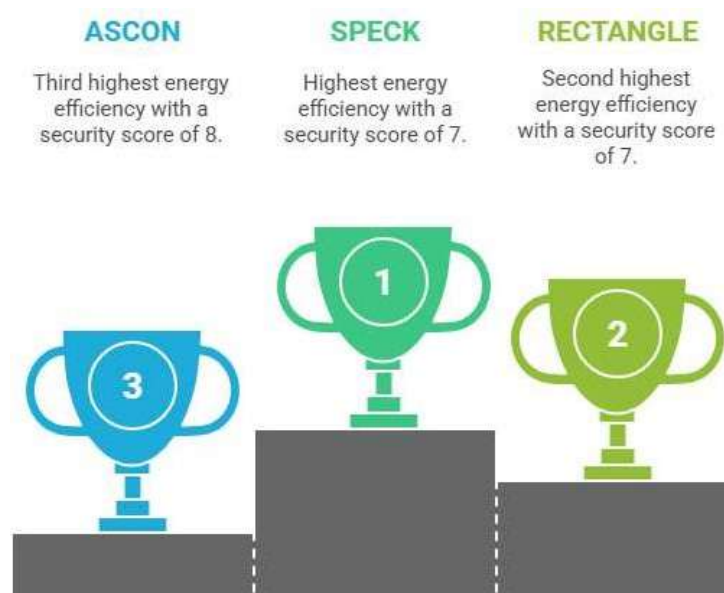 ASCON
Third highest energy
efficiency with a
security score of 8.
SPECK
Highest energy
efficiency with a
security score of 7.
RECTANGLE
Second highest
energy efficiency
with a security score
of 7.
3
1
2